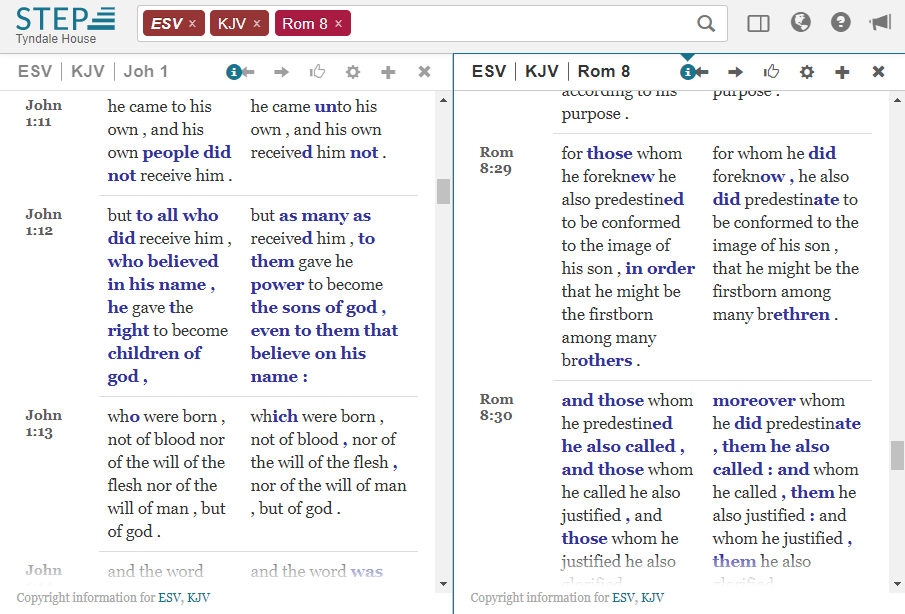 STEP
Tyndale House
ESV × KJV × Rom 8 ×
ESV | KJV | Joh 1
John
1:11
he came to his
own , and his
own people did
not receive him .
he came unto his
own , and his own
received him not .
John
1:12
but to all who
did receive him ,
who believed
in his name ,
he gave the
right to become
children of
god ,
but as many as
received him , to
them gave he
power to become
the sons of god ,
even to them that
believe on his
name :
John
1:13
who were born ,
not of blood nor
of the will of the
flesh nor of the
will of man , but
of god .
which were born ,
not of blood , nor of
the will of the flesh ,
nor of the will of man
, but of god .
John
and the word
and the word was
Copyright information for ESV, KJV
ESV | KJV | Rom 8
according to his
purpose .
purpose .
Rom
8:29
for those whom
he foreknew he
also predestined
to be conformed
to the image of
his son , in order
that he might be
the firstborn
among many
brothers .
for whom he did
foreknow , he also
did predestinate to
be conformed to the
image of his son ,
that he might be the
firstborn among
many brethren .
Rom
8:30
and those whom
he predestined
he also called ,
and those whom
he called he also
justified , and
those whom he
justified he also
glorified
moreover whom
he did predestinate
, them he also
called : and whom
he called , them he
also justified : and
whom he justified ,
them he also
glorified
Copyright information for ESV, KJV